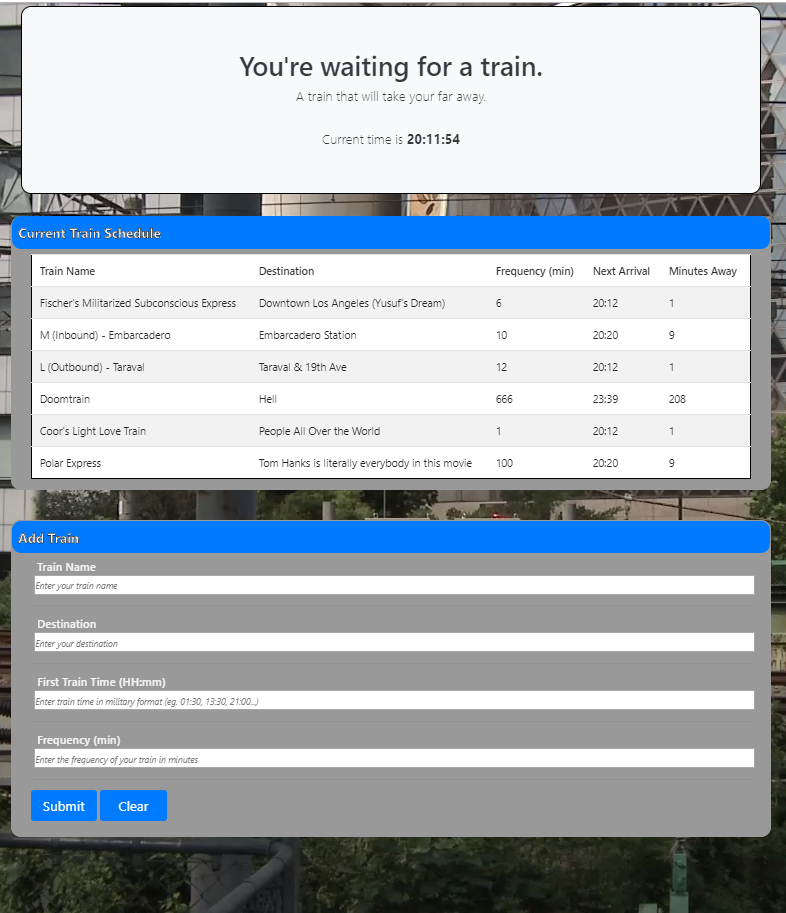 You're waiting for a train.
A train that will take your far away.
Current time is 20:11:54
Current Train Schedule
Train Name Destination Frequency (min) Next Arrival Minutes Away
Fischer's Militarized Subconscious Express Downtown Los Angeles (Yusuf's Dream) 6 20:12 1
M (Inbound) - Embarcadero Embarcadero Station 10 20:20 9
L (Outbound) - Taraval Taraval & 19th Ave 12 20:12 1
Doomtrain Hell 666 23:39 208
Coor's Light Love Train People All Over the World 1 20:12 1
Polar Express Tom Hanks is literally everybody in this movie 100 20:20 9
Add Train
Train Name
Enter your train name
Destination
Enter your destination
First Train Time (HH:mm)
Enter train time in military format (eg. 01:30, 13:30, 21:00...)
Frequency (min)
Enter the frequency of your train in minutes
Submit Clear